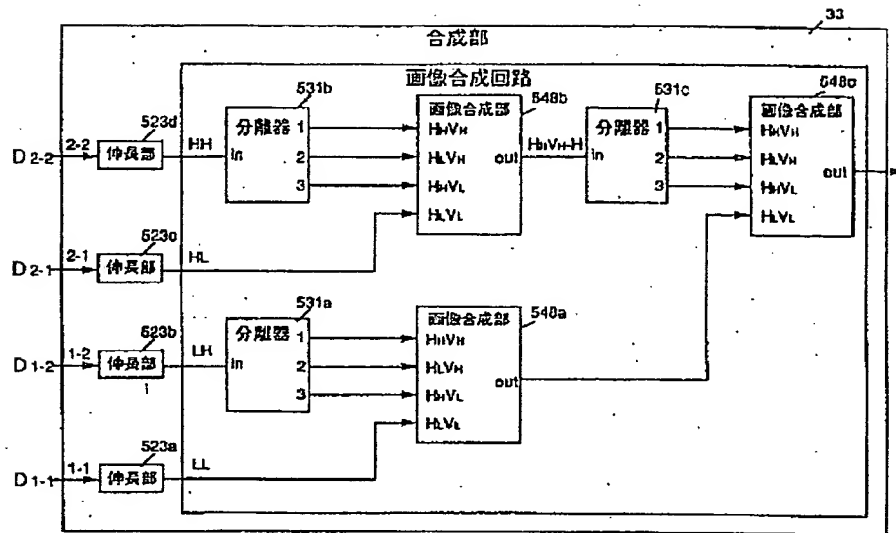 33
合成部
画像合成回路
D2-2
2-2
523d
伸長部
HH
531b
分離器
in
1
2
3
画像合成部
548b
HHVH
HLVH
HHVL
HLVL
out
HHVH-H
531c
分離器
in
1
2
3
画像合成部
548c
HHVH
HLVH
HHVL
HLVL
out
D2-1
2-1
523c
伸長部
HL
D1-2
1-2
523b
伸長部
LH
531a
分離器
in
1
2
3
画像合成部
548a
HHVH
HLVH
HHVL
HLVL
out
D1-1
1-1
523a
伸長部
LL